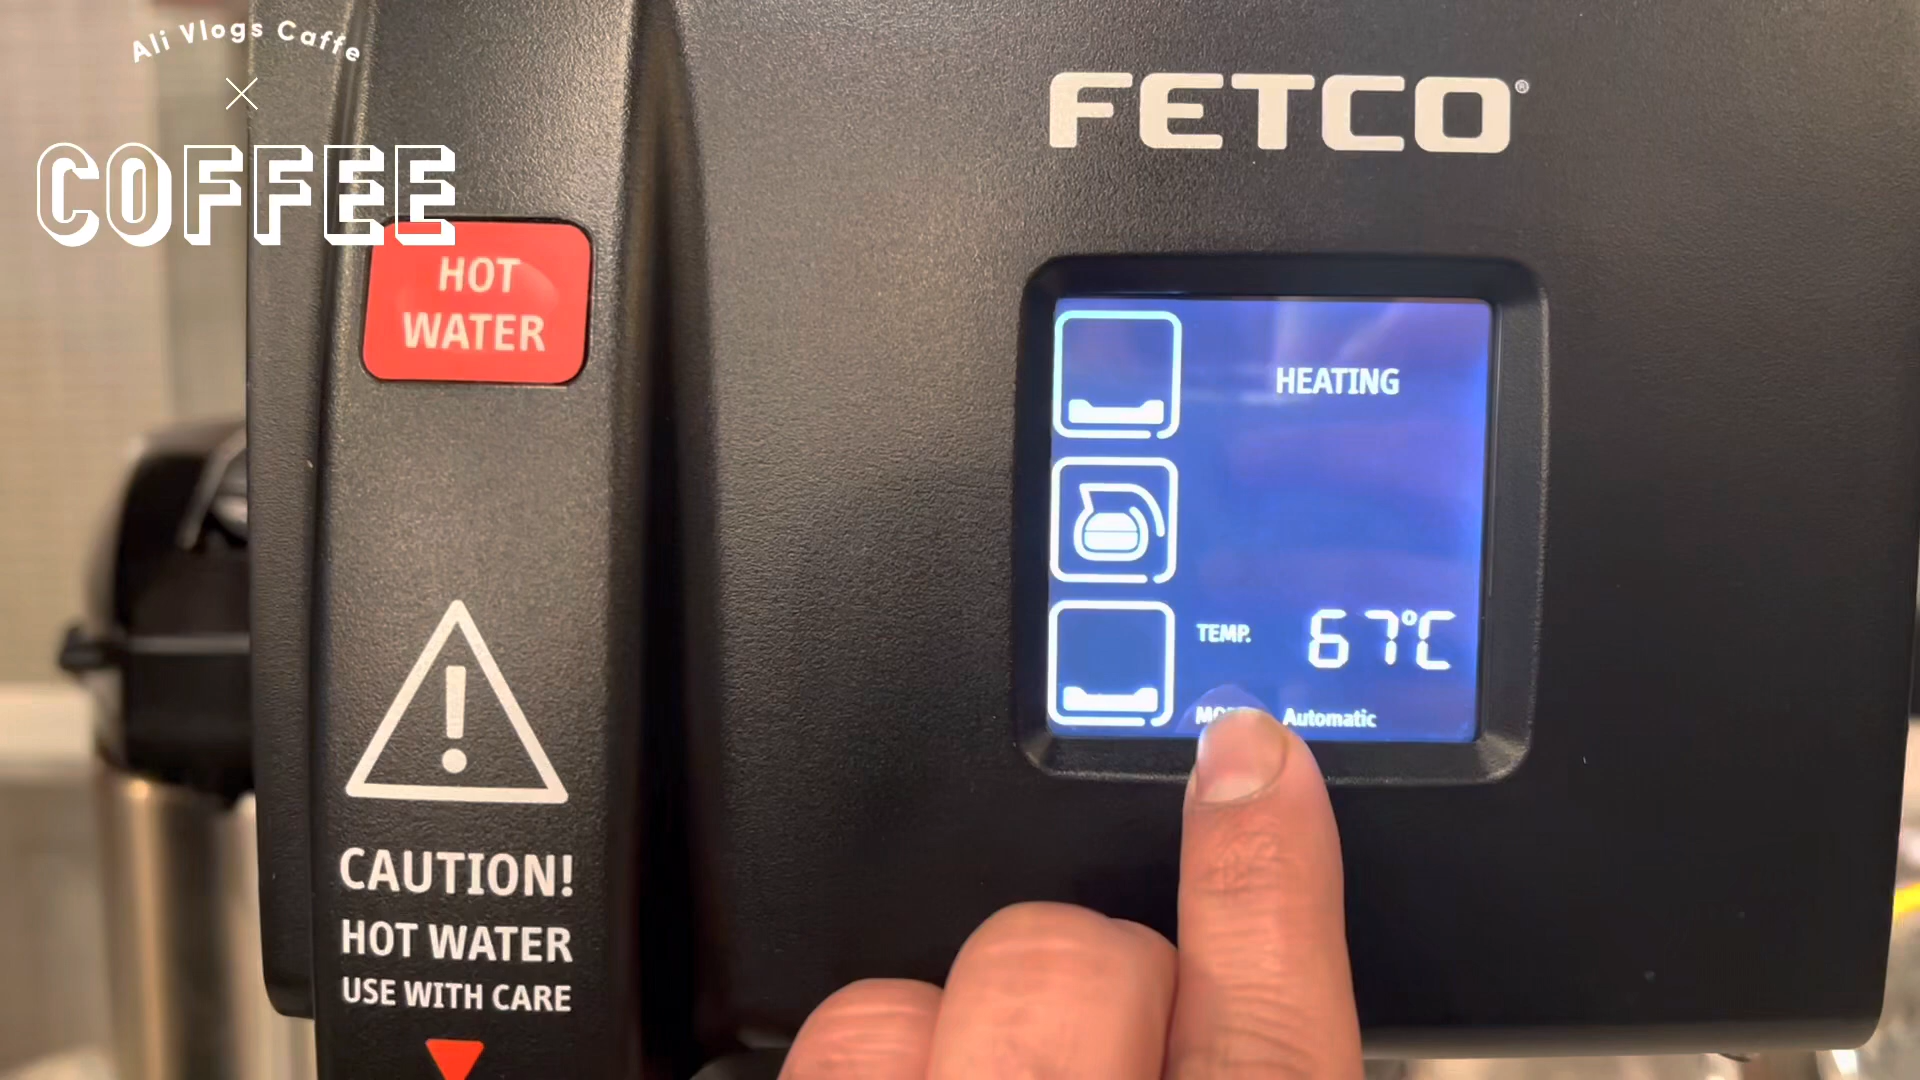 Ali Vlogs Caffe
COFFEE
FETCO®
HOT
WATER
HEATING
TEMP. 67°C
Automatic
CAUTION!
HOT WATER
USE WITH CARE